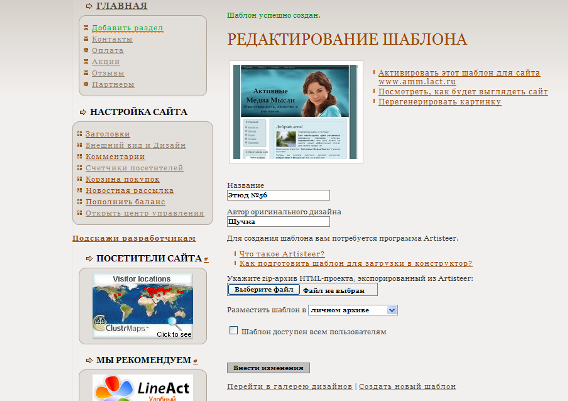 ГЛАВНАЯ
Добавить раздел
Контакты
Оплата
Акции
Отзывы
Партнеры
НАСТРОЙКА САЙТА
Заголовки
Внешний вид и Дизайн
Комментарии
Счетчики посетителей
Корзина покупок
Новостная рассылка
Пополнить баланс
Открыть центр управления
Подскажи разработчикам
ПОСЕТИТЕЛИ САЙТА
Visitor locations
ClustrMaps
Click to see
МЫ РЕКОМЕНДУЕМ
LineAct
Удобный
Шаблон успешно создан.
РЕДАКТИРОВАНИЕ ШАБЛОНА
Активные
Медиа Мысли
Активировать этот шаблон для сайта
www.amm.lact.ru
Посмотреть, как будет выглядеть сайт
Перегенерировать картинку
Название
Этюд №56
Автор оригинального дизайна
Щучка
Для создания шаблона вам потребуется программа Artisteer.
Что такое Artisteer?
Как подготовить шаблон для загрузки в конструктор?
Укажите zip-архив HTML-проекта, экспорированный из Artisteer:
Выберите файл Файл не выбран
Разместить шаблон в личном архиве
Шаблон доступен всем пользователям
Внести изменения
Перейти в галерею дизайнов | Создать новый шаблон